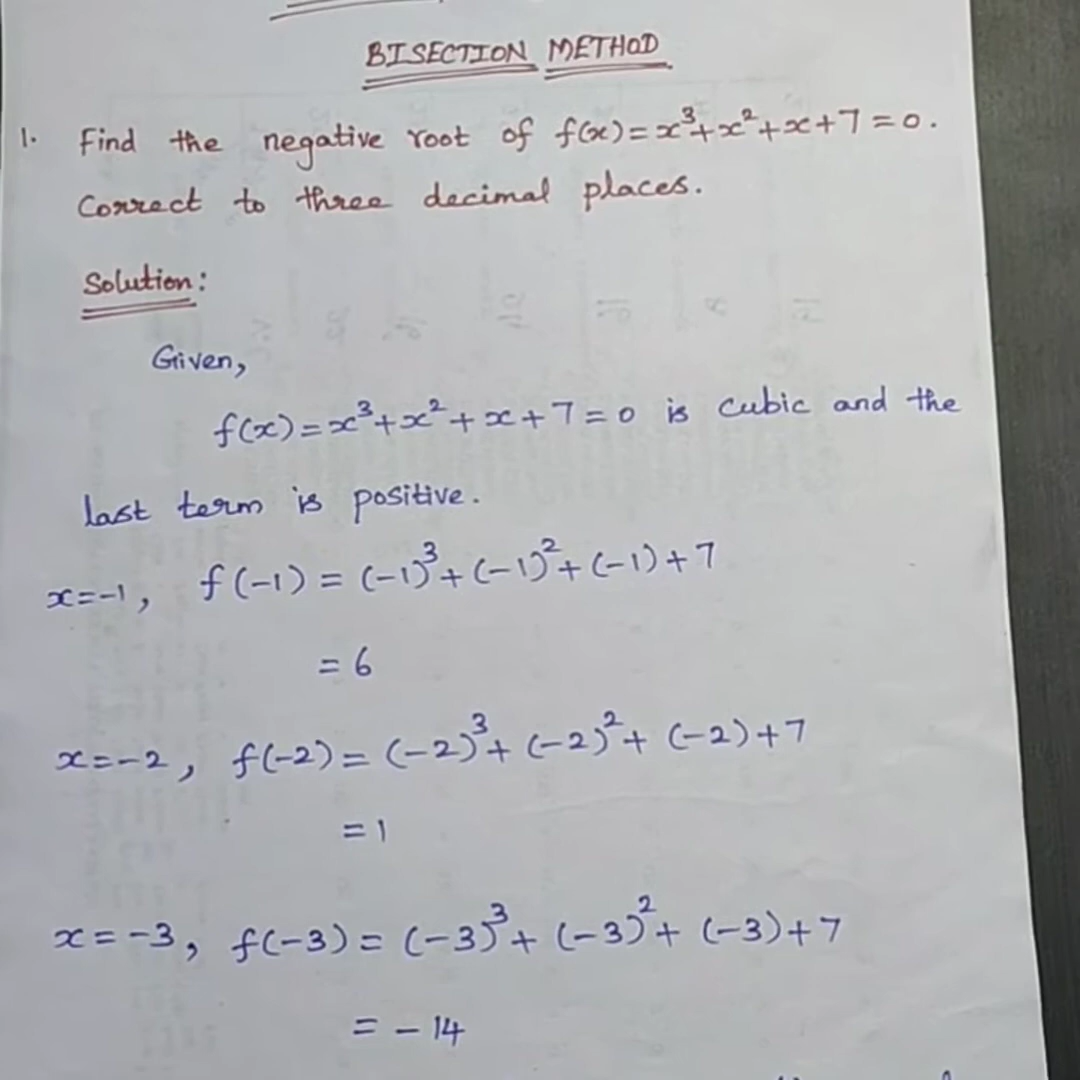 BISECTION METHOD
1. Find the negative root of f(x) = x³+x²+x+7=0.
Correct to three decimal places.
Solution:
Given,
f(x) = x³+x²+x+7=0 is cubic and the
last term is positive.
x=-1, f(-1) = (-1)³+(-1)²+(-1)+7
= 6
x=-2, f(-2) = (-2)³+(-2)²+(-2)+7
= 1
x=-3, f(-3) = (-3)³+(-3)²+(-3)+7
= -14